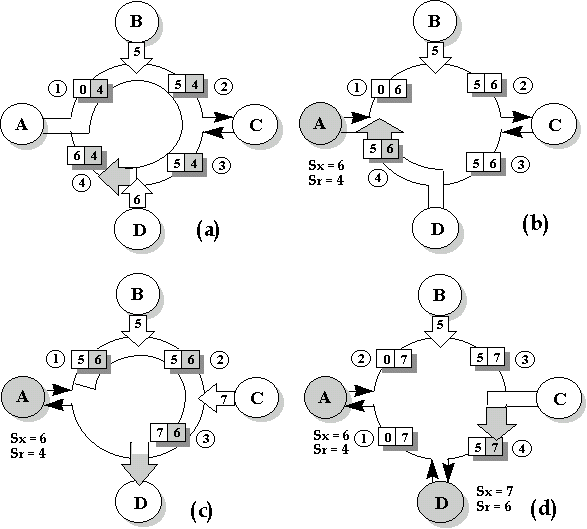 B
5
1 0 4 5 4 2
A C
6 4 5 4 3
4
6
D (a)
B
5
1 0 6 5 6 2
A C
Sx = 6
Sr = 4
5 6 5 6 3
4
D (b)
B
5
1 5 6 5 6 2
A 7 C
Sx = 6
Sr = 4
7 6 3
D (c)
B
5
2 0 7 5 7 3
A C
Sx = 6
Sr = 4
1 0 7 5 7 4
D
Sx = 7
Sr = 6
(d)